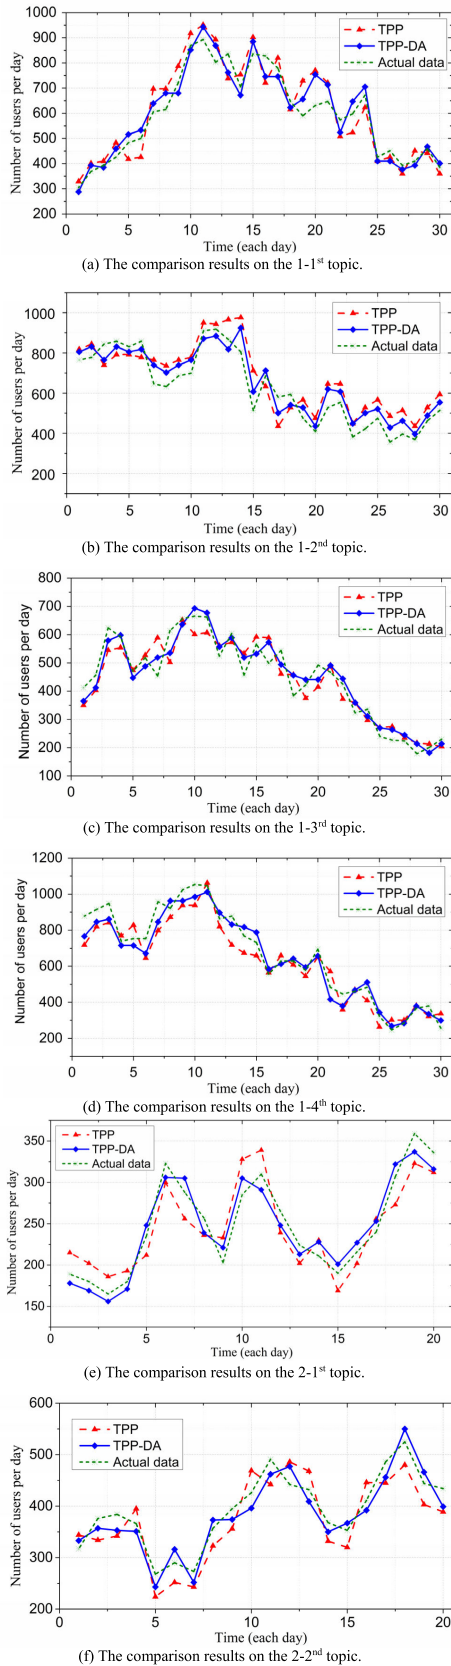 1000
900
800
700
600
500
400
300
200
Number of users per day
TPP
TPP-DA
Actual data
0 5 10 15 20 25 30
Time (each day)
(a) The comparison results on the 1-1st topic.
1000
800
600
400
200
Number of users per day
TPP
TPP-DA
Actual data
0 5 10 15 20 25 30
Time (each day)
(b) The comparison results on the 1-2nd topic.
800
700
600
500
400
300
200
100
Number of users per day
TPP
TPP-DA
Actual data
0 5 10 15 20 25 30
Time (each day)
(c) The comparison results on the 1-3rd topic.
1200
1000
800
600
400
200
Number of users per day
TPP
TPP-DA
Actual data
0 5 10 15 20 25 30
Time (each day)
(d) The comparison results on the 1-4th topic.
350
300
250
200
150
Number of users per day
TPP
TPP-DA
Actual data
0 5 10 15 20
Time (each day)
(e) The comparison results on the 2-1st topic.
600
500
400
300
200
Number of users per day
TPP
TPP-DA
Actual data
0 5 10 15 20
Time (each day)
(f) The comparison results on the 2-2nd topic.